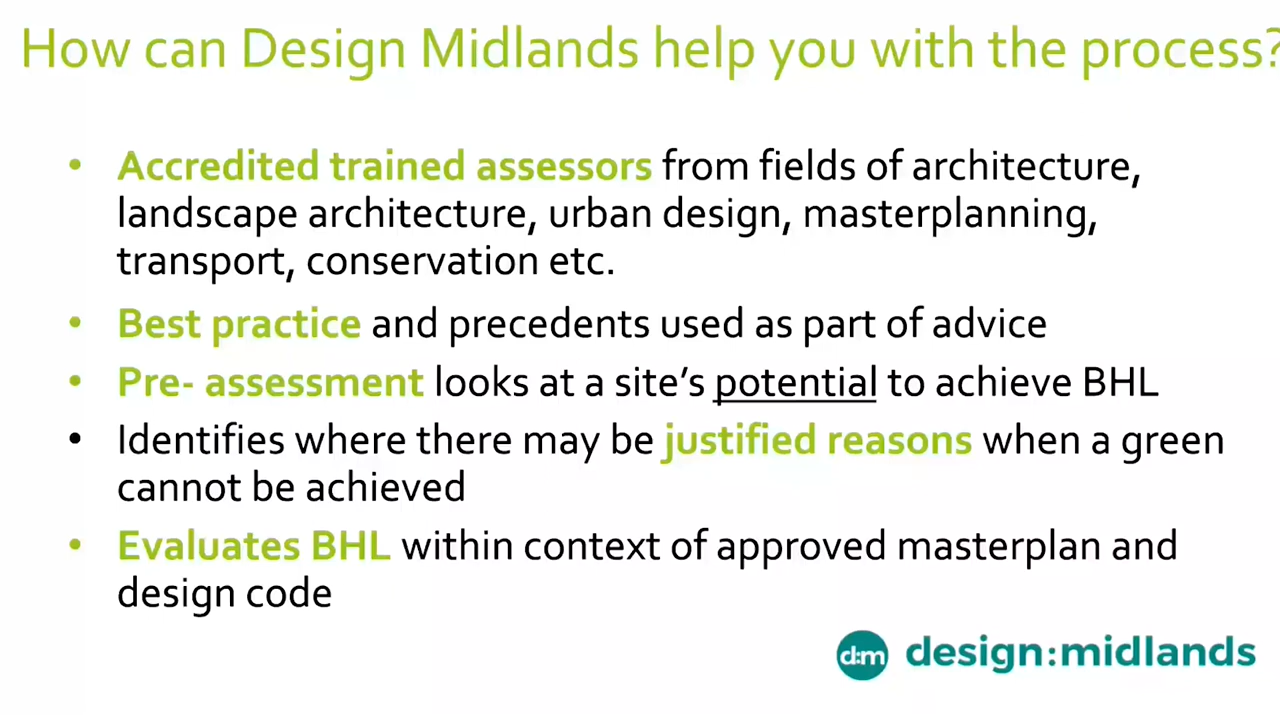 How can Design Midlands help you with the process?
• Accredited trained assessors from fields of architecture,
landscape architecture, urban design, masterplanning,
transport, conservation etc.
• Best practice and precedents used as part of advice
• Pre- assessment looks at a site’s potential to achieve BHL
• Identifies where there may be justified reasons when a green
cannot be achieved
• Evaluates BHL within context of approved masterplan and
design code
d:m design:midlands